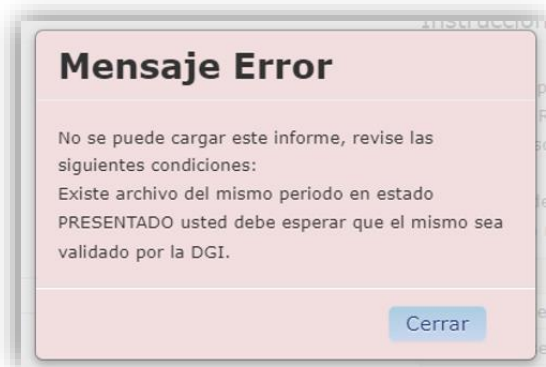 Instruccion
Mensaje Error
No se puede cargar este informe, revise las
siguientes condiciones:
Existe archivo del mismo periodo en estado
PRESENTADO usted debe esperar que el mismo sea
validado por la DGI.
Cerrar